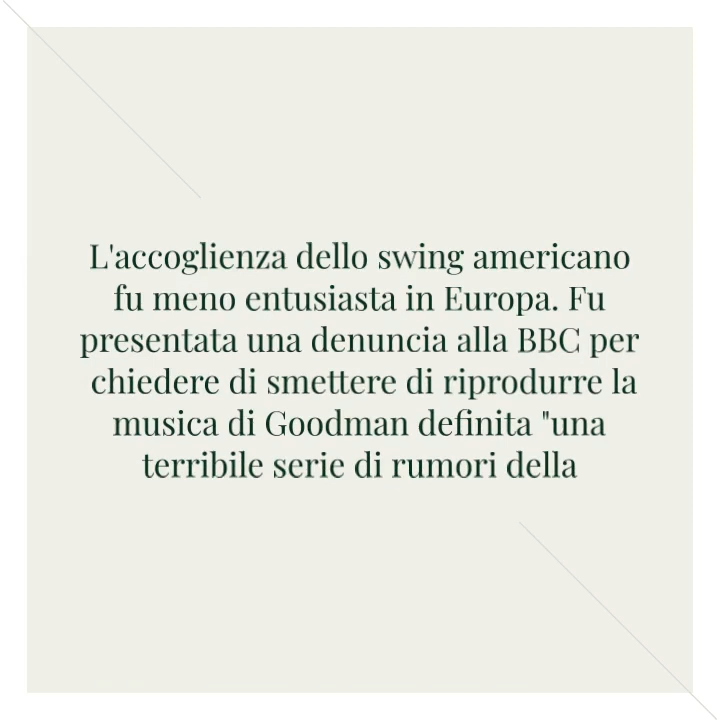 L'accoglienza dello swing americano
fu meno entusiasta in Europa. Fu
presentata una denuncia alla BBC per
chiedere di smettere di riprodurre la
musica di Goodman definita "una
terribile serie di rumori della